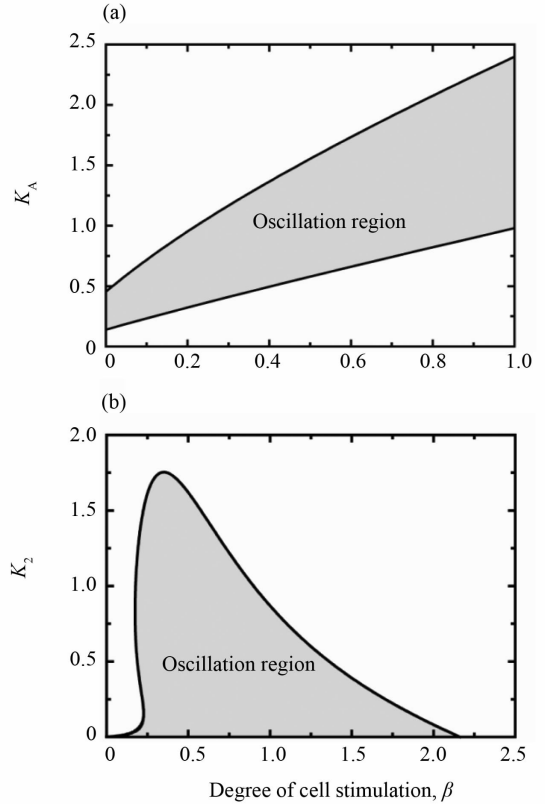 (a)
2.5
2.0
1.5
K_A
1.0
Oscillation region
0.5
0
0 0.2 0.4 0.6 0.8 1.0
(b)
2.0
1.5
K_2
1.0
Oscillation region
0.5
0
0 0.5 1.0 1.5 2.0 2.5
Degree of cell stimulation, β